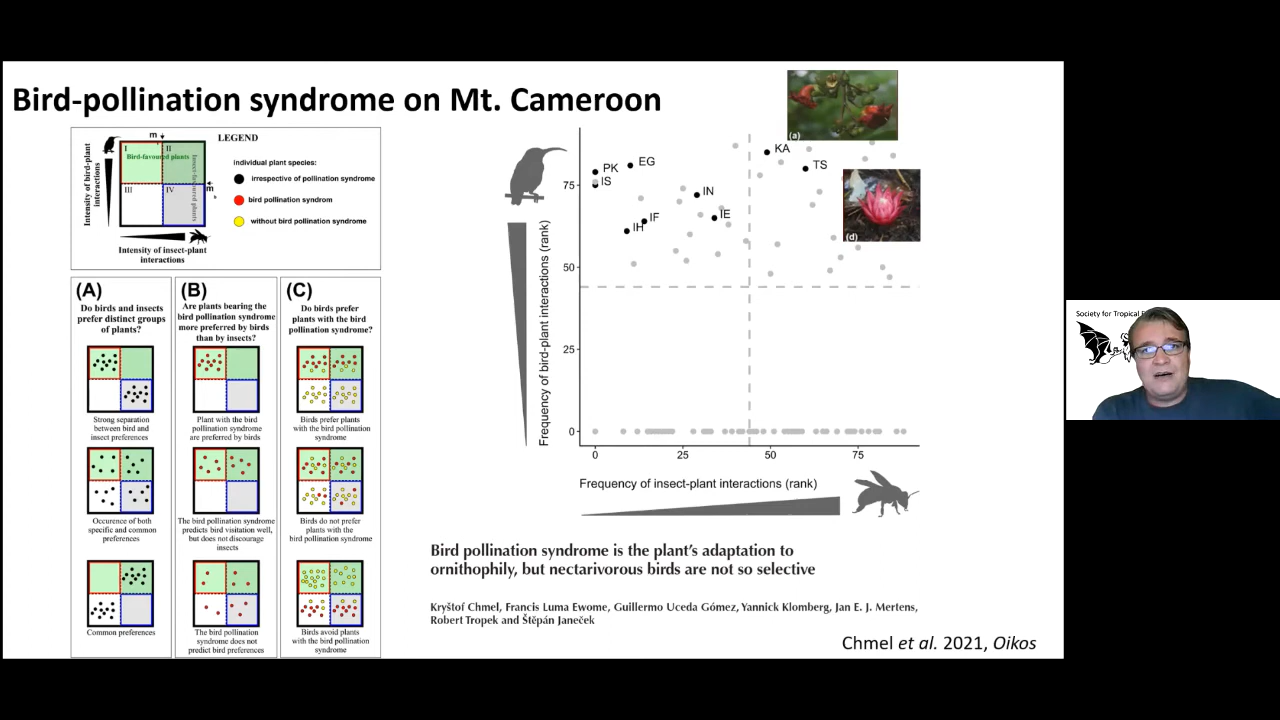 Bird-pollination syndrome on Mt. Cameroon
m
LEGEND
I
II
Bird-favoured plants
III
IV
m
Intensity of bird-plant
interactions
Intensity of insect-plant
interactions
Individual plant species:
irrespective of pollination syndrome
bird pollination syndrom
without bird pollination syndrome
(A)
Do birds and insects
prefer distinct groups
of plants?
Strong separation
between bird and
insect preferences
Occurence of both
specific and common
preferences
Common preferences
(B)
Are plants bearing the
bird pollination syndrome
more preferred by birds
than by insects?
Plant with the bird
pollination syndrome
are preferred by birds
The bird pollination syndrome
predicts bird visitation well,
but does not discourage
insects
The bird pollination
syndrome does not
predict bird preferences
(C)
Do birds prefer
plants with the bird
pollination syndrome?
Birds prefer plants
with the bird pollination
syndrome
Birds do not prefer
plants with the
bird pollination syndrome
Birds avoid plants
with the bird pollination
syndrome
Frequency of bird-plant interactions (rank)
75
50
25
0
PK
EG
IS
IN
IF
IH
IE
KA
TS
(a)
(d)
0
25
50
75
Frequency of insect-plant interactions (rank)
Bird pollination syndrome is the plant's adaptation to
ornithophily, but nectarivorous birds are not so selective
Kryštof Chmel, Francis Luma Ewome, Guillermo Uceda Gómez, Yannick Klomberg, Jan E. J. Mertens,
Robert Tropek and Štěpán Janeček
Chmel et al. 2021, Oikos
Society for Tropical